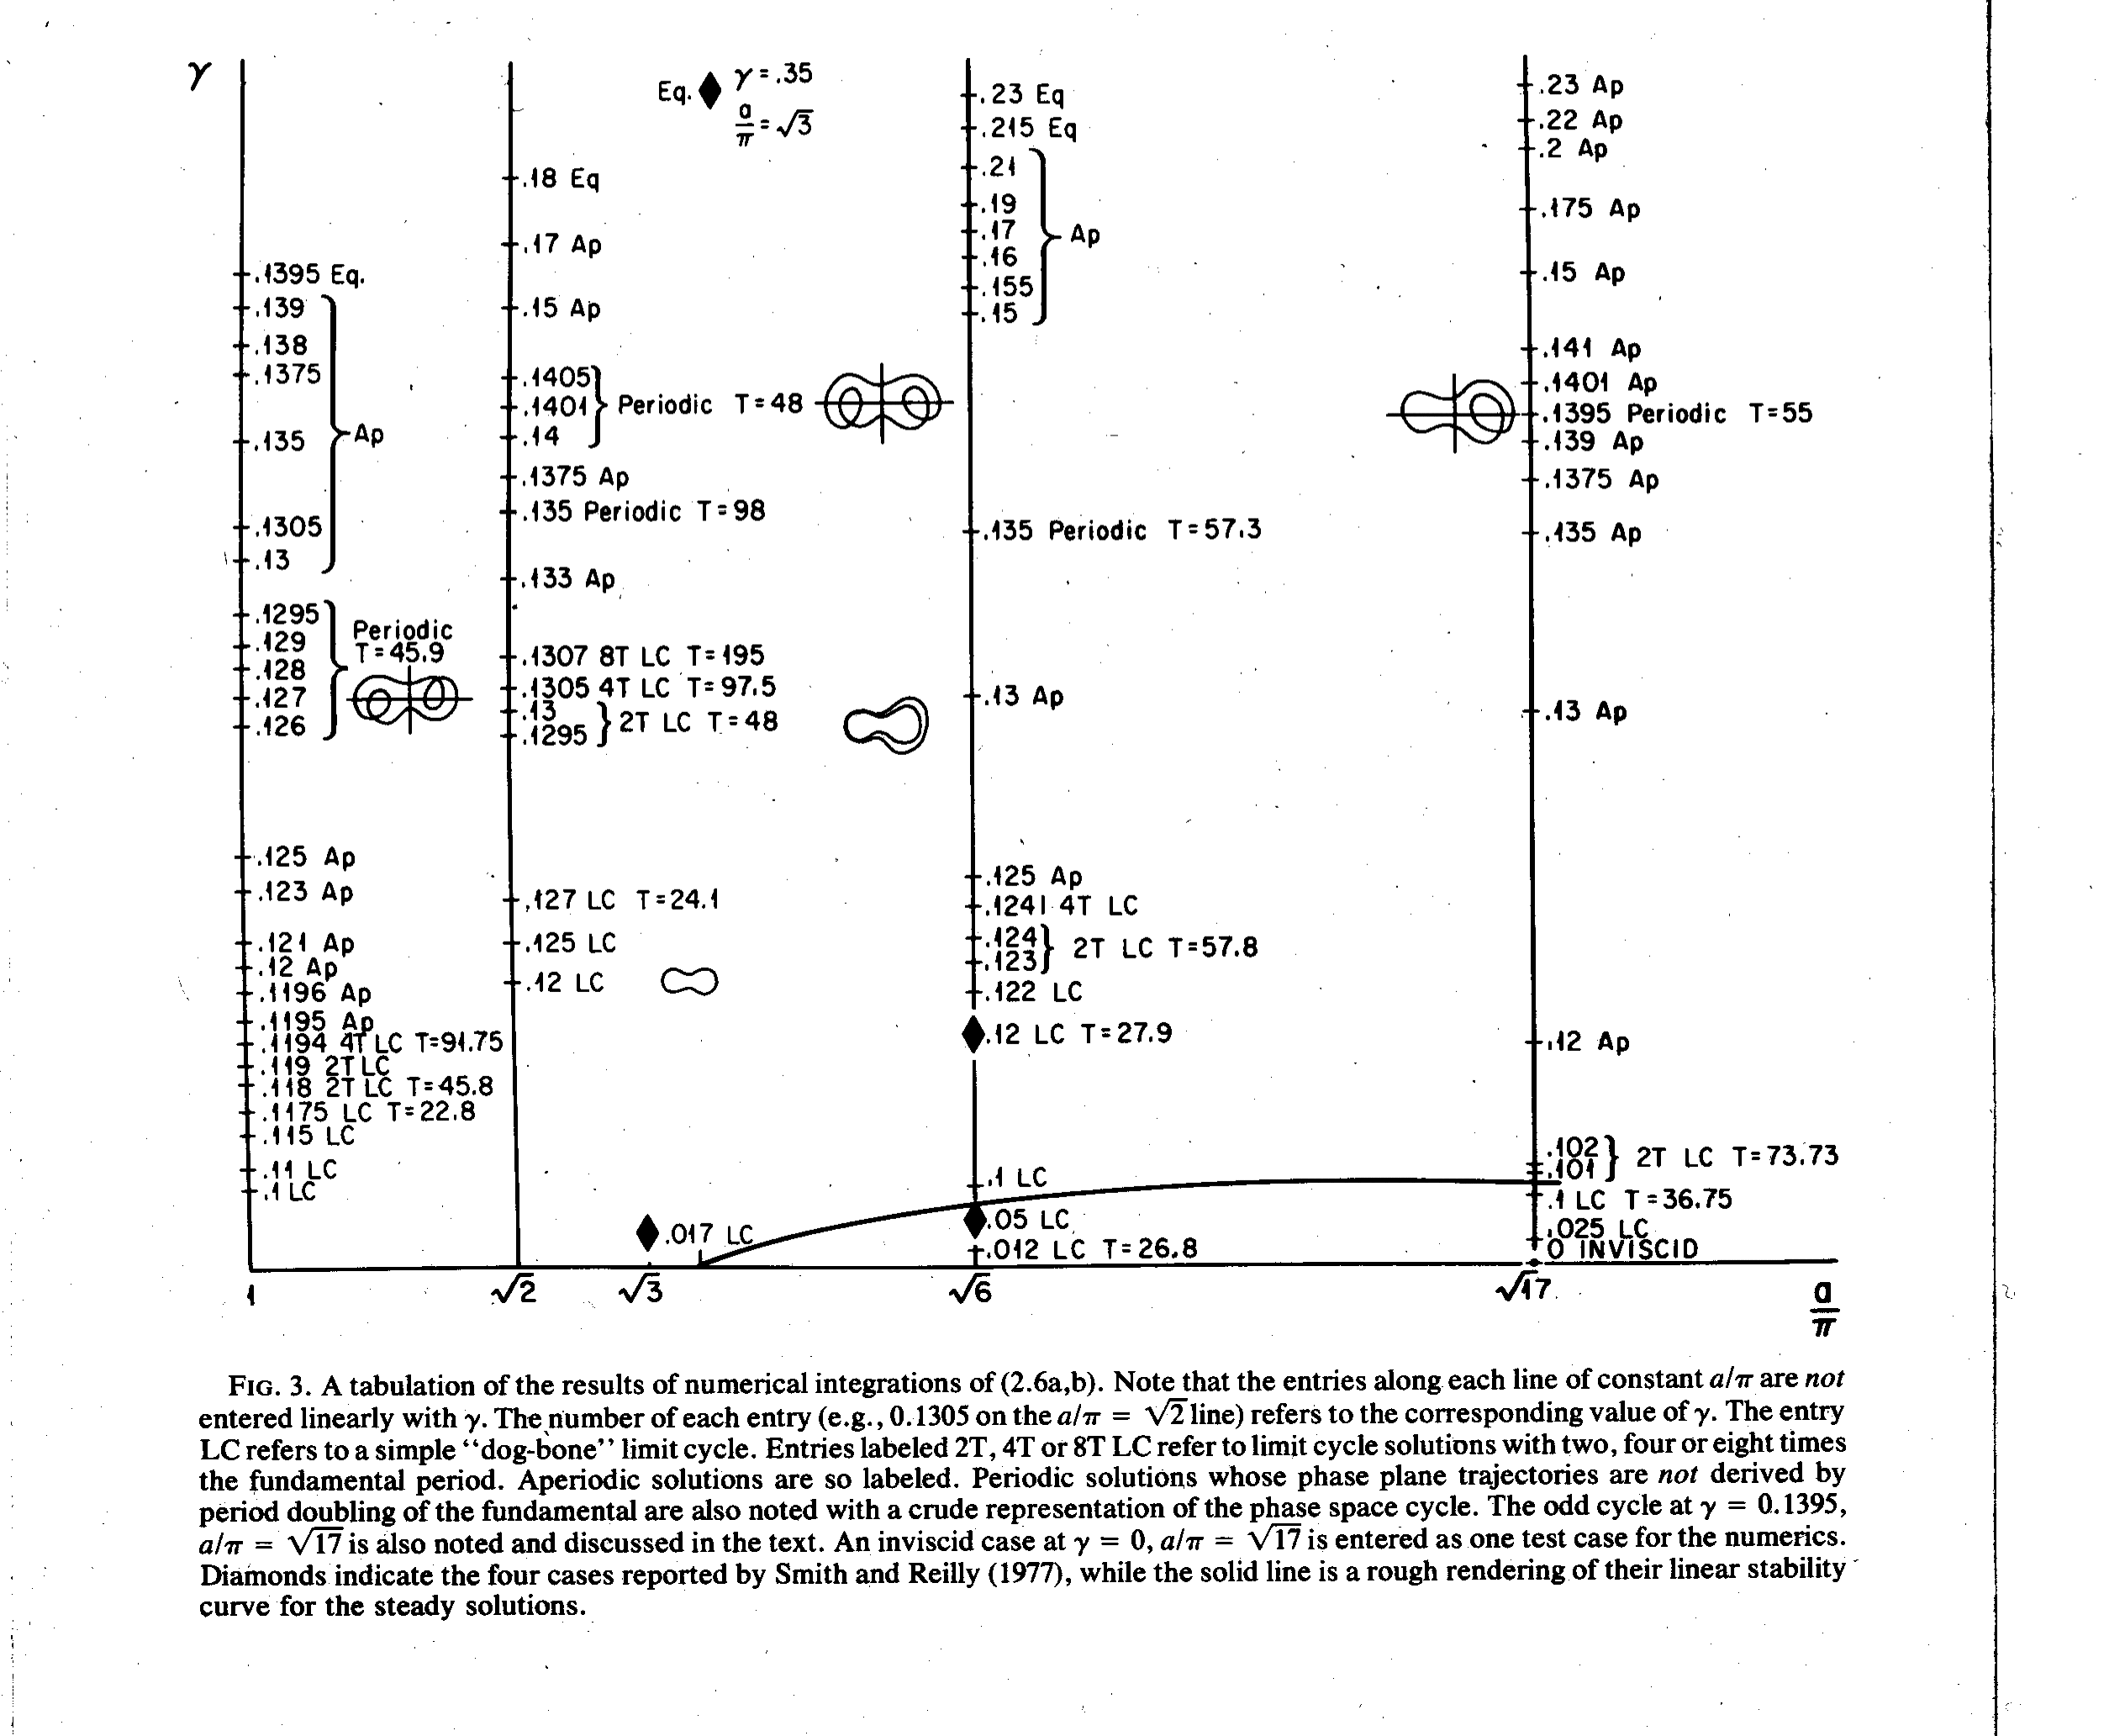 γ
.1395 Eq.
.139
.138
.1375
.135
Ap
.1305
.13
.1295
.129
.128
.127
.126
Periodic
T=45.9
.125 Ap
.123 Ap
.121 Ap
.12 Ap
.1196 Ap
.1195 Ap
.1194 4T LC T=91.75
.119 2T LC
.118 2T LC T=45.8
.1175 LC T=22.8
.115 LC
.11 LC
.1 LC
1
.18 Eq
.17 Ap
.15 Ap
.1405
.1401
.14
Periodic T=48
.1375 Ap
.135 Periodic T=98
.133 Ap
.1307 8T LC T=195
.1305 4T LC T=97.5
.13
.1295
2T LC T=48
.127 LC T=24.1
.125 LC
.12 LC
√2
Eq. γ=.35
a/π=√3
.017 LC
√3
.23 Eq
.215 Eq
.21
.19
.17
.16
.155
.15
Ap
.135 Periodic T=57.3
.13 Ap
.125 Ap
.1241 4T LC
.124
.123
2T LC T=57.8
.122 LC
.12 LC T=27.9
.1 LC
.05 LC
.012 LC T=26.8
√6
.23 Ap
.22 Ap
.2 Ap
.175 Ap
.15 Ap
.141 Ap
.1401 Ap
.1395 Periodic T=55
.139 Ap
.1375 Ap
.135 Ap
.13 Ap
.12 Ap
.102
.101
2T LC T=73.73
.1 LC T=36.75
.025 LC
0 INVISCID
√17
a/π
FIG. 3. A tabulation of the results of numerical integrations of (2.6a,b). Note that the entries along each line of constant a/π are not
entered linearly with γ. The number of each entry (e.g., 0.1305 on the a/π = √2 line) refers to the corresponding value of γ. The entry
LC refers to a simple “dog-bone” limit cycle. Entries labeled 2T, 4T or 8T LC refer to limit cycle solutions with two, four or eight times
the fundamental period. Aperiodic solutions are so labeled. Periodic solutions whose phase plane trajectories are not derived by
period doubling of the fundamental are also noted with a crude representation of the phase space cycle. The odd cycle at γ = 0.1395,
a/π = √17 is also noted and discussed in the text. An inviscid case at γ = 0, a/π = √17 is entered as one test case for the numerics.
Diamonds indicate the four cases reported by Smith and Reilly (1977), while the solid line is a rough rendering of their linear stability
curve for the steady solutions.